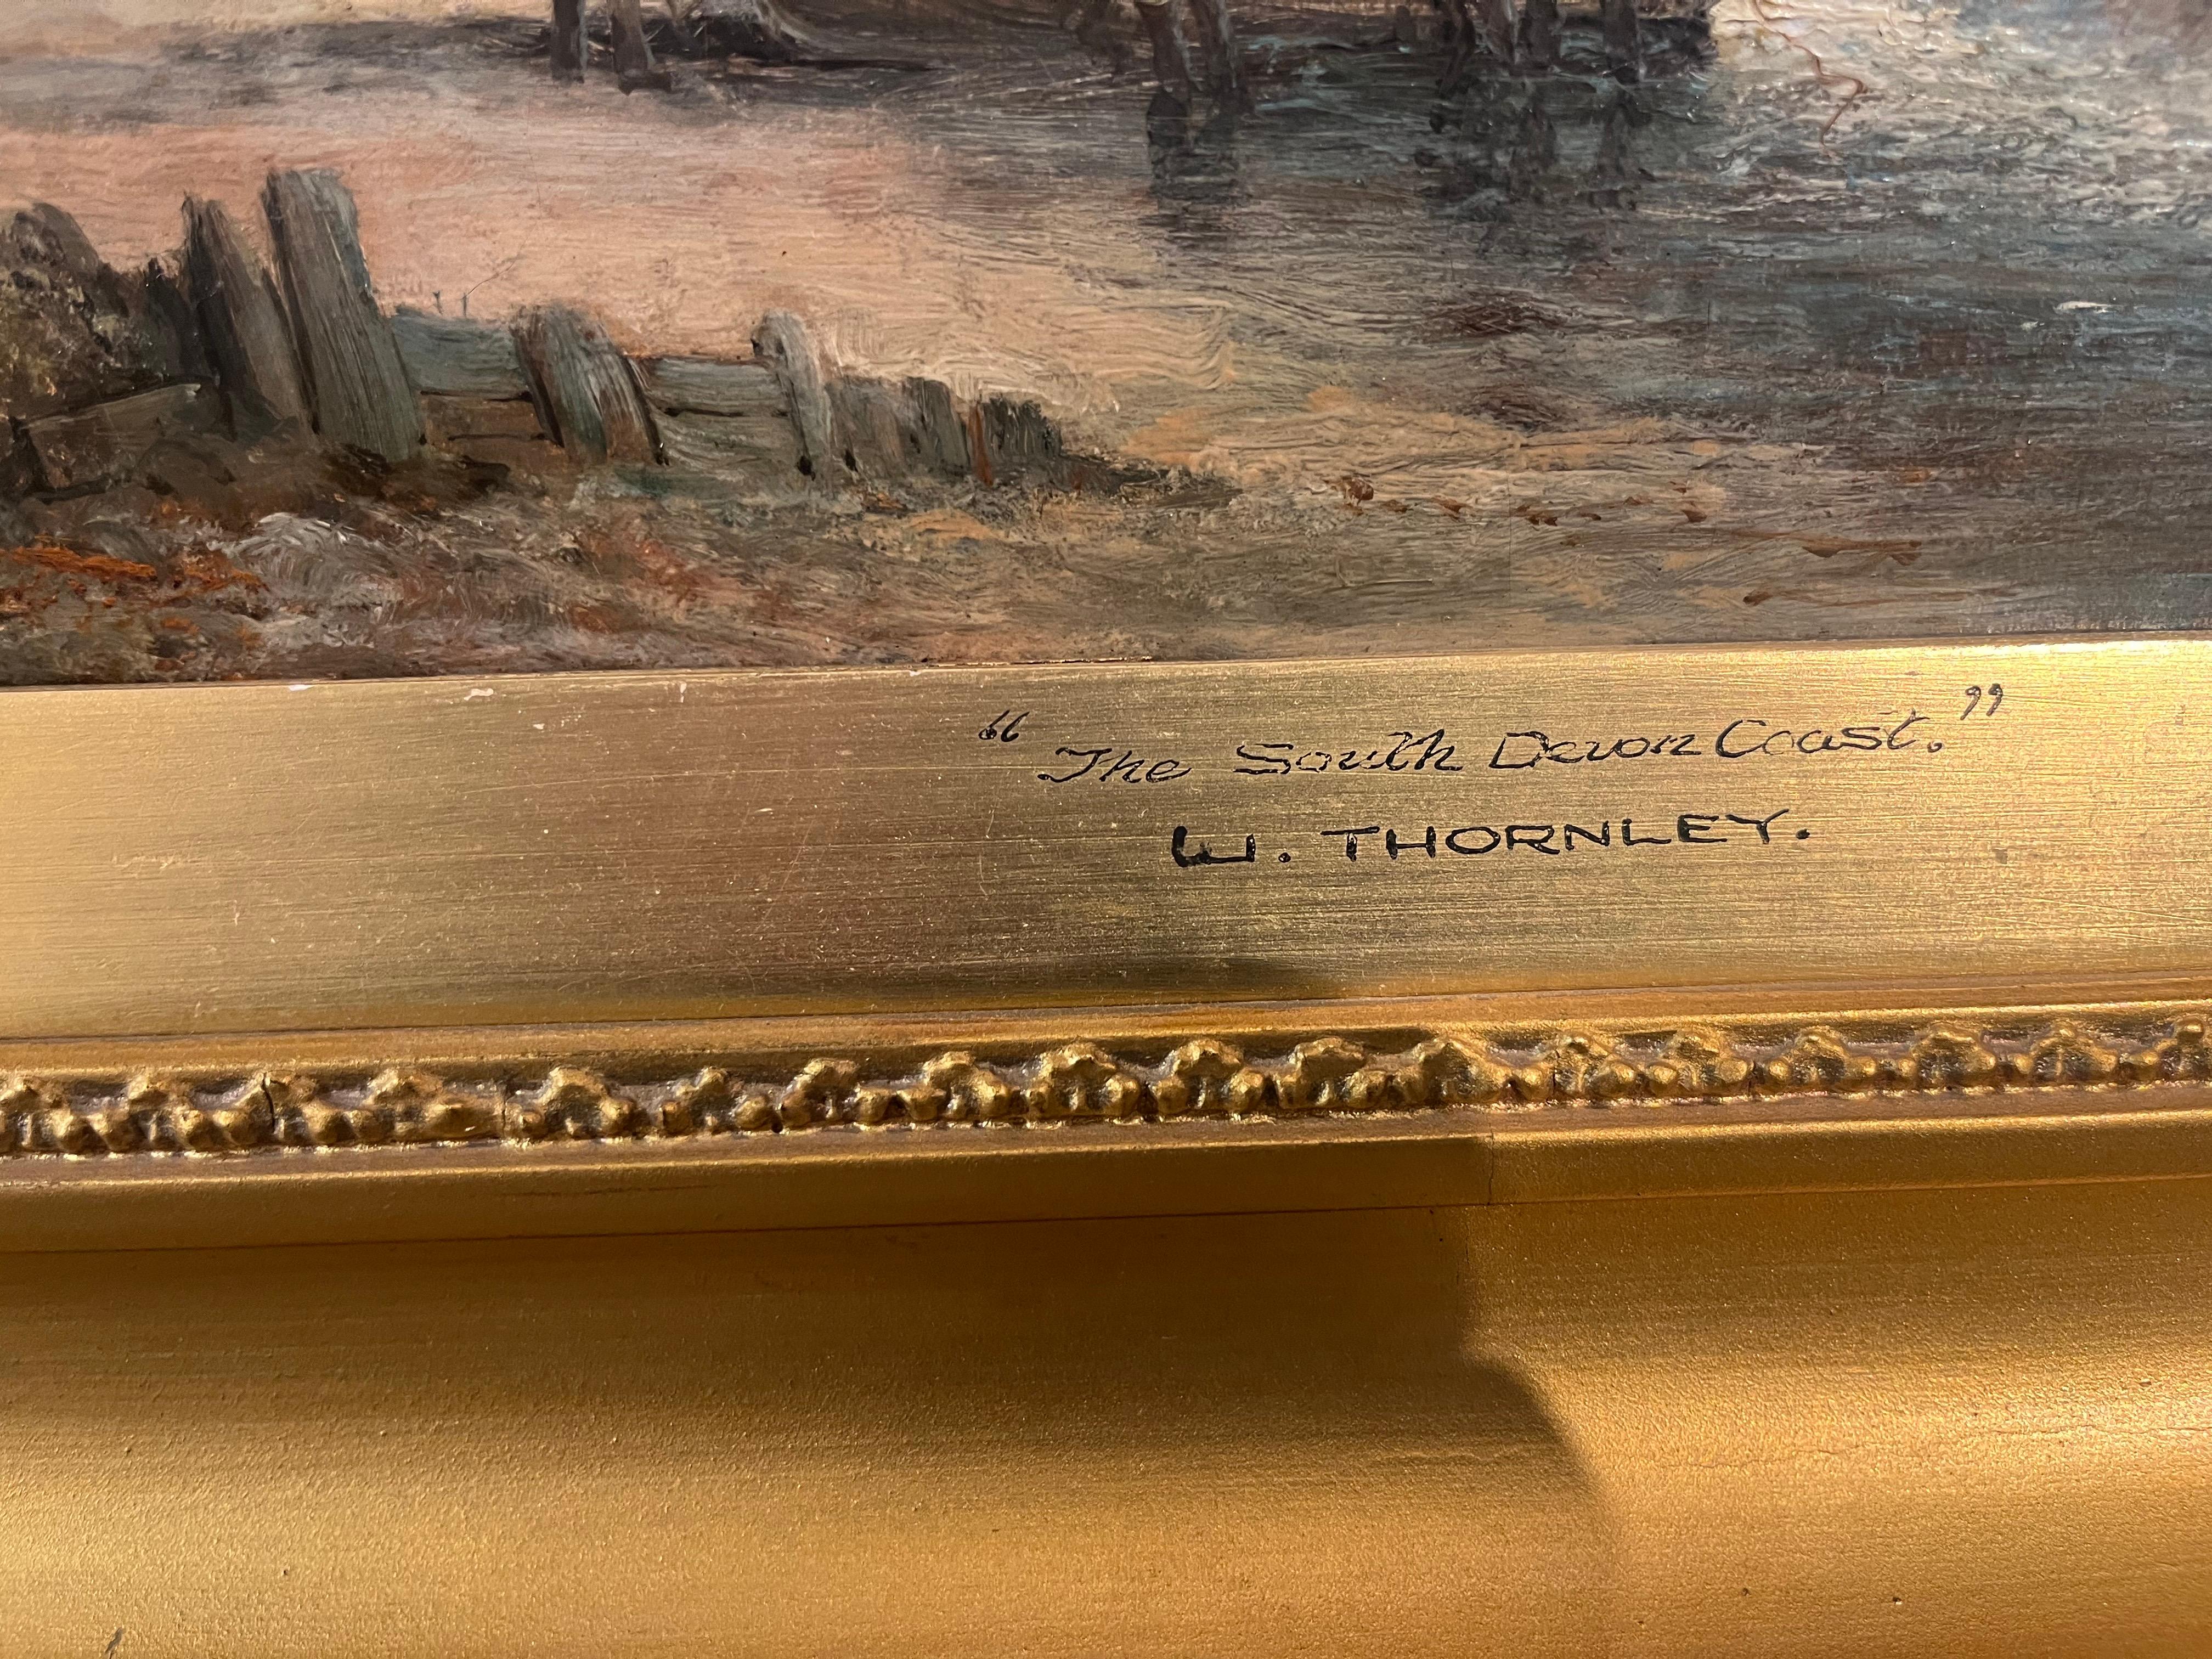 “The South Devon Coast.”
W. THORNLEY.